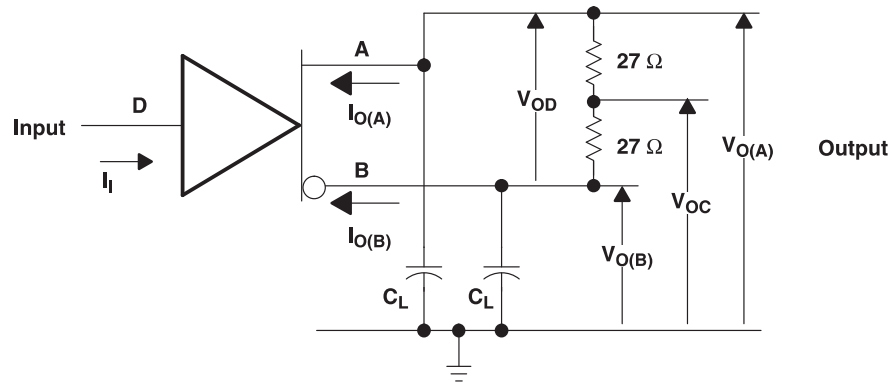 A
27 Ω
I_O(A)
V_OD
D
Input
27 Ω
V_O(A)
Output
B
I_I
V_OC
I_O(B)
V_O(B)
C_L
C_L